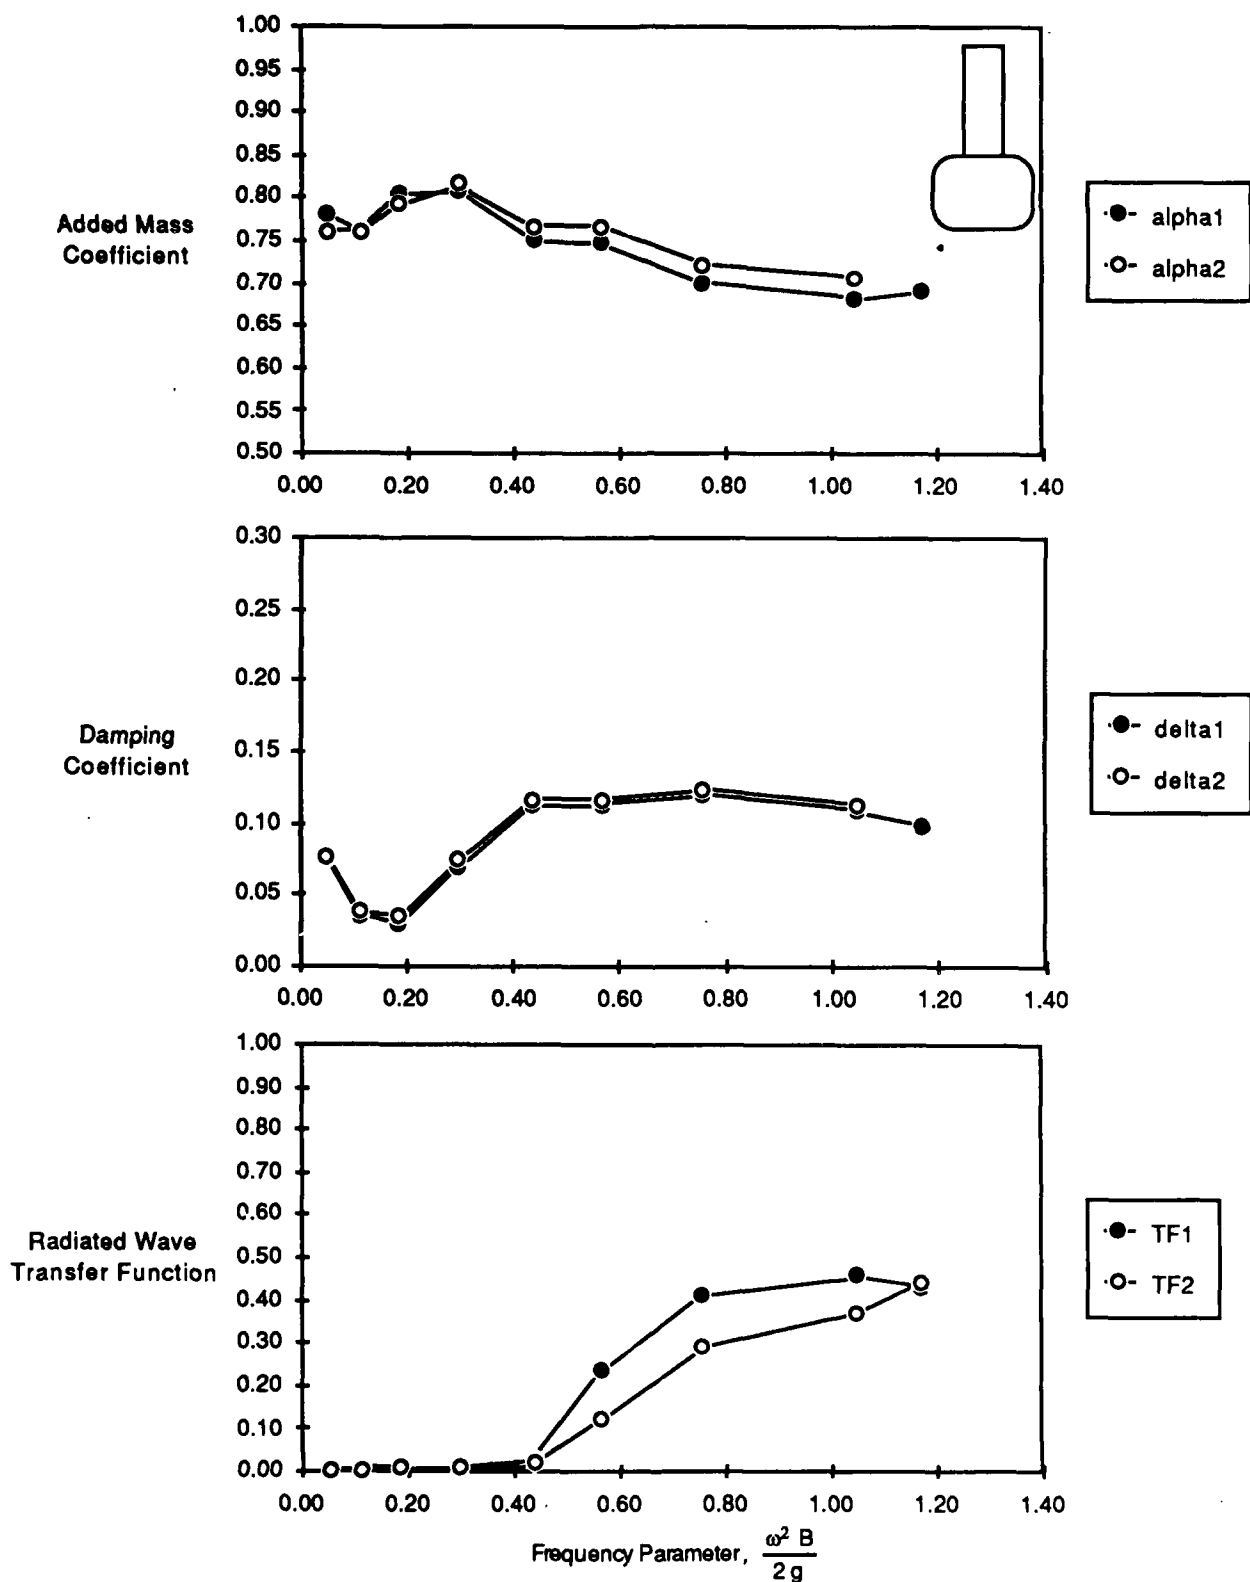 1.00
0.95
0.90
0.85
0.80
0.75
0.70
0.65
0.60
0.55
0.50
Added Mass
Coefficient
0.00 0.20 0.40 0.60 0.80 1.00 1.20 1.40
alpha1
alpha2
0.30
0.25
0.20
0.15
0.10
0.05
0.00
Damping
Coefficient
0.00 0.20 0.40 0.60 0.80 1.00 1.20 1.40
delta1
delta2
1.00
0.90
0.80
0.70
0.60
0.50
0.40
0.30
0.20
0.10
0.00
Radiated Wave
Transfer Function
0.00 0.20 0.40 0.60 0.80 1.00 1.20 1.40
TF1
TF2
Frequency Parameter, ω² B
2 g